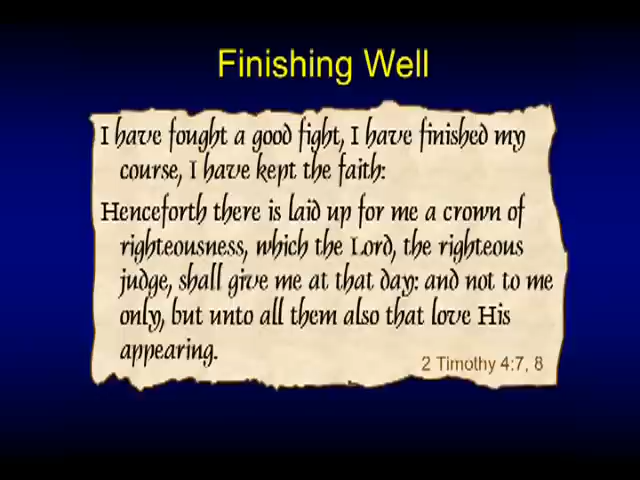 Finishing Well
I have fought a good fight, I have finished my
course, I have kept the faith:
Henceforth there is laid up for me a crown of
righteousness, which the Lord, the righteous
judge, shall give me at that day: and not to me
only, but unto all them also that love His
appearing.
2 Timothy 4:7, 8